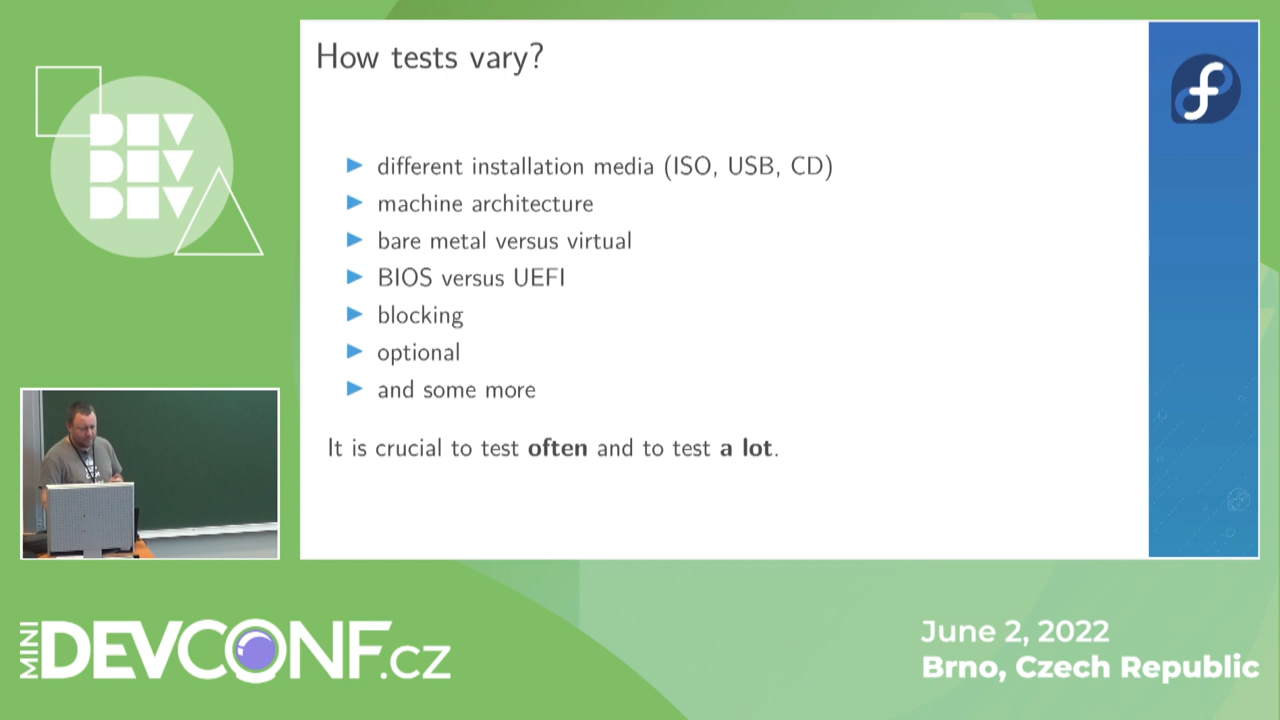 DEV
DEV
DEV
How tests vary?
different installation media (ISO, USB, CD)
machine architecture
bare metal versus virtual
BIOS versus UEFI
blocking
optional
and some more
It is crucial to test often and to test a lot.
MINI
DEVCONF.CZ
June 2, 2022
Brno, Czech Republic